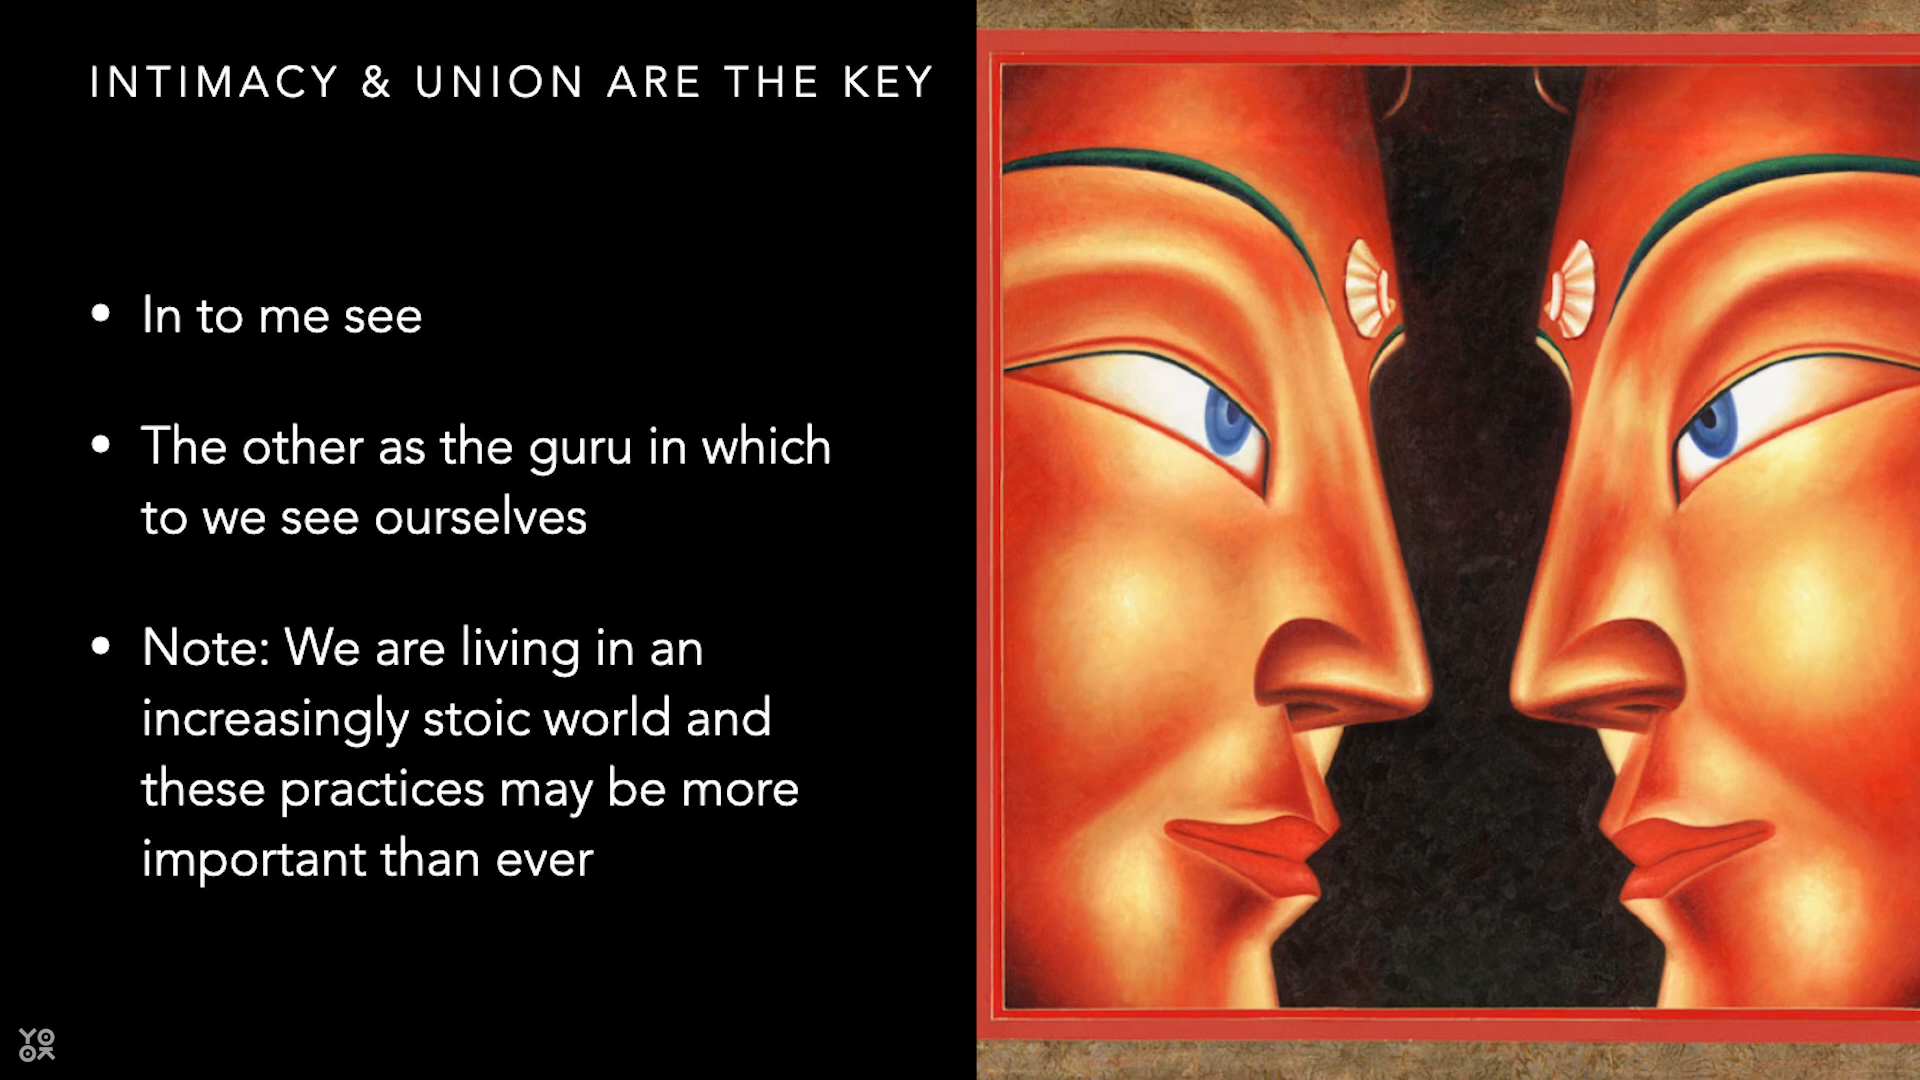 INTIMACY & UNION ARE THE KEY
• In to me see
• The other as the guru in which
to we see ourselves
• Note: We are living in an
increasingly stoic world and
these practices may be more
important than ever
YO
OK